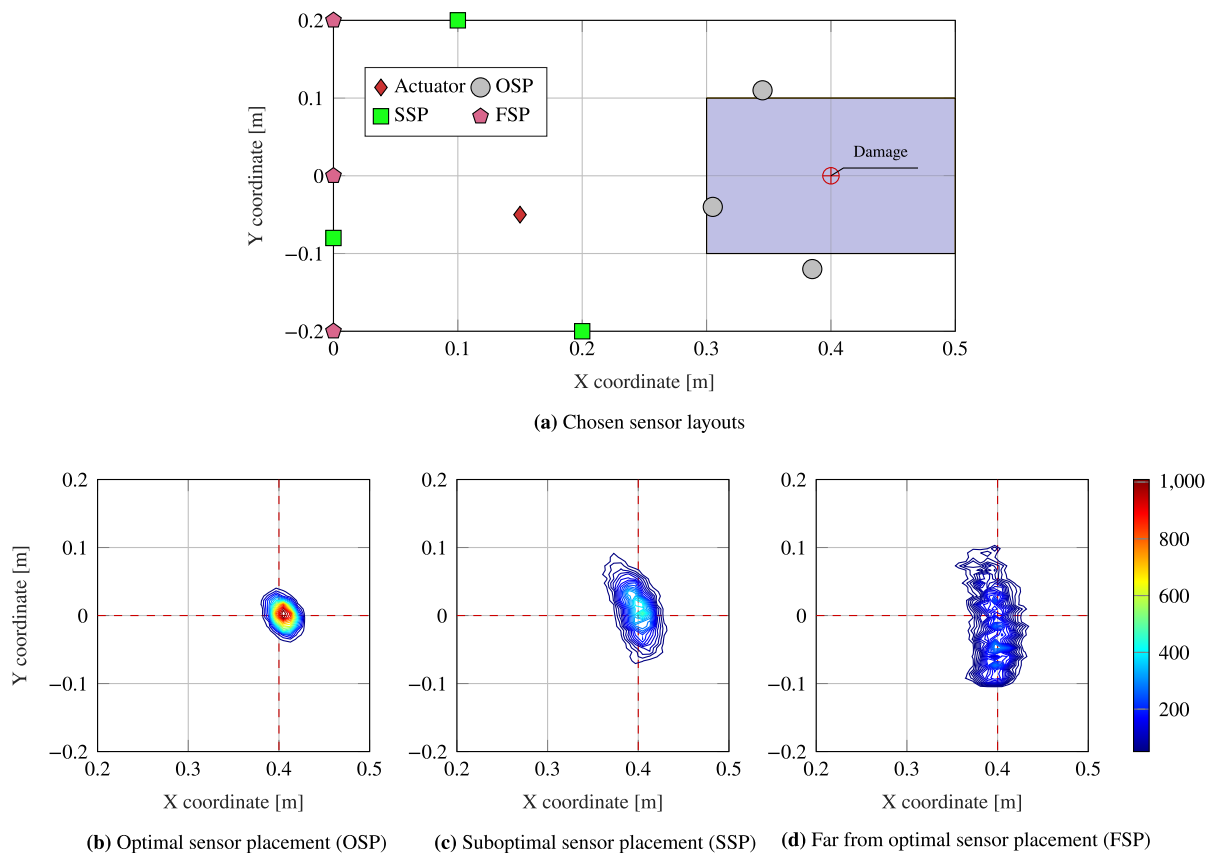 0.2
0.1
0
−0.1
−0.2
Y coordinate [m]
Actuator OSP
SSP FSP
Damage
0 0.1 0.2 0.3 0.4 0.5
X coordinate [m]
(a) Chosen sensor layouts
0.2
0.1
0
−0.1
−0.2
Y coordinate [m]
0.2 0.3 0.4 0.5
X coordinate [m]
(b) Optimal sensor placement (OSP)
0.2
0.1
0
−0.1
−0.2
0.2 0.3 0.4 0.5
X coordinate [m]
(c) Suboptimal sensor placement (SSP)
0.2
0.1
0
−0.1
−0.2
0.2 0.3 0.4 0.5
X coordinate [m]
(d) Far from optimal sensor placement (FSP)
1,000
800
600
400
200